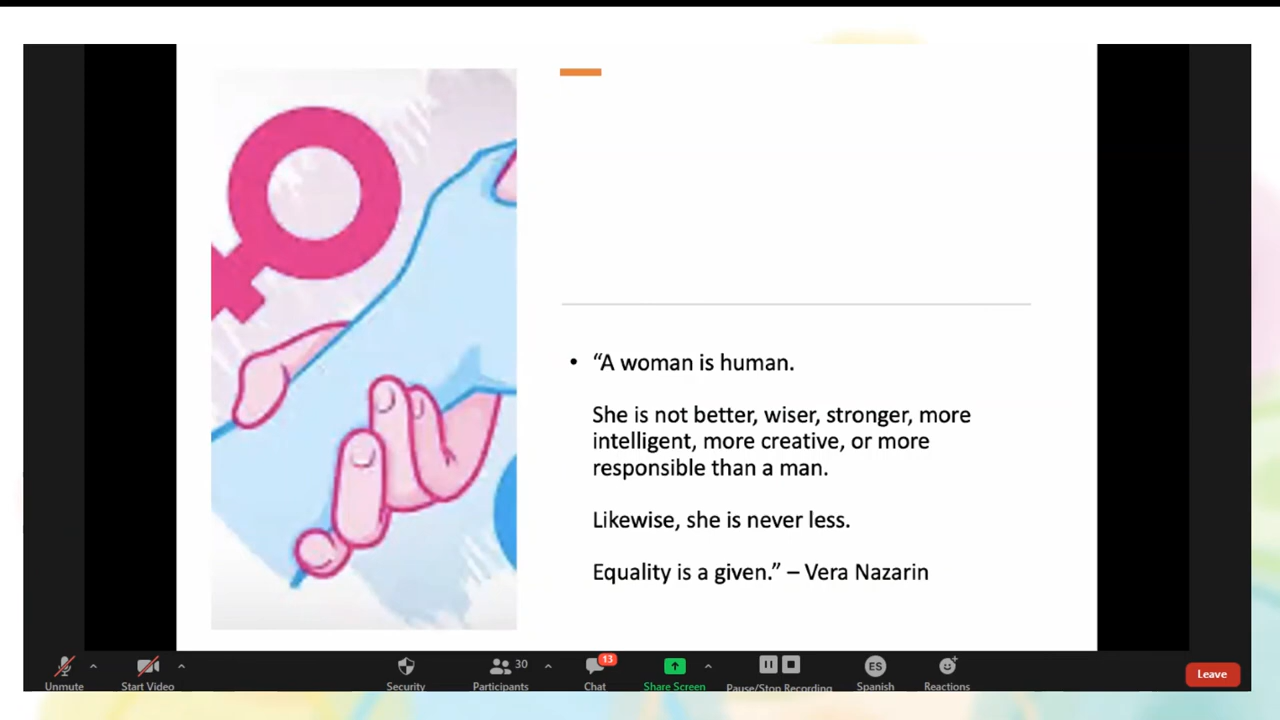 • “A woman is human.
She is not better, wiser, stronger, more
intelligent, more creative, or more
responsible than a man.
Likewise, she is never less.
Equality is a given.” – Vera Nazarin
Unmute
Start Video
Security
30
Participants
13
Chat
Share Screen
Pause/Stop Recording
ES
Spanish
Reactions
Leave